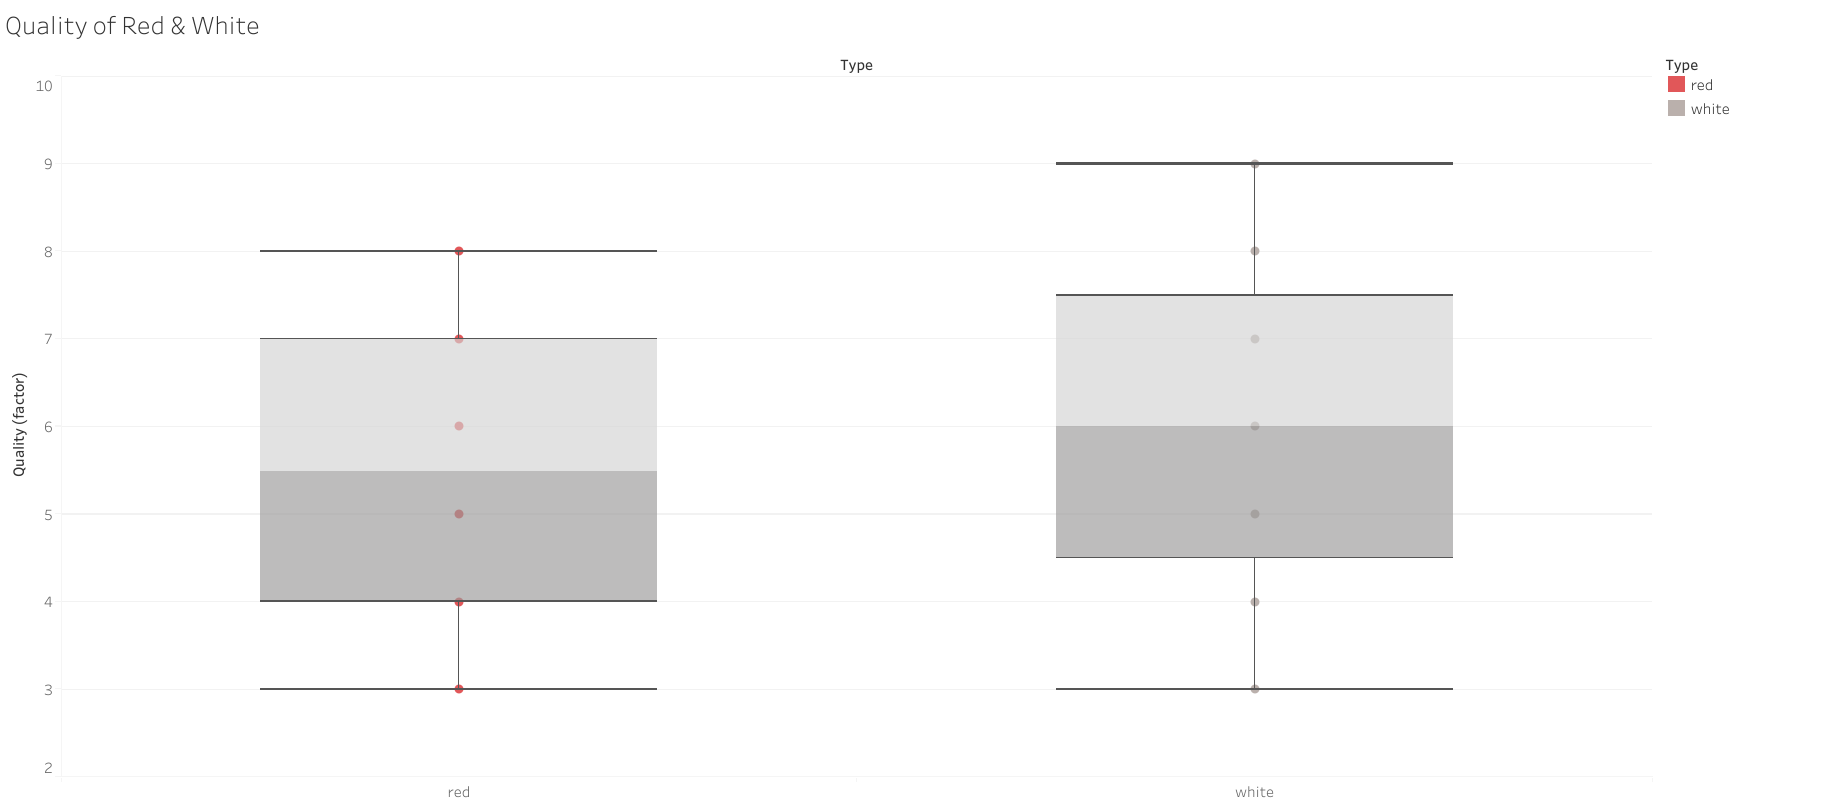 Quality of Red & White
Type
Type
red
white
10
9
8
7
6
5
4
3
2
Quality (factor)
red
white